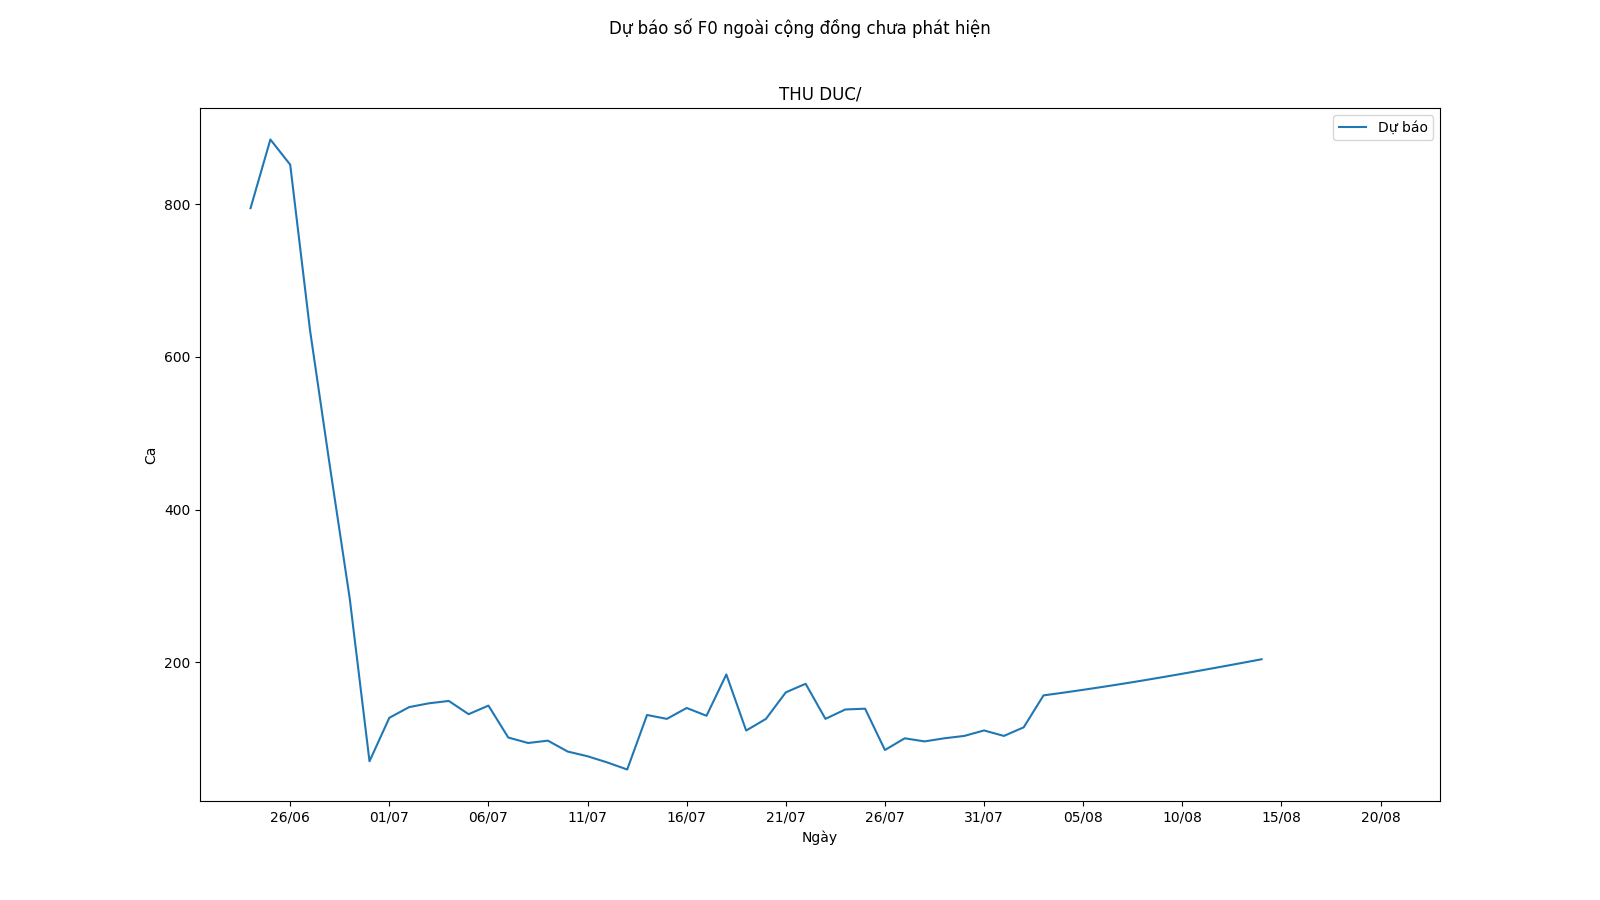 Dự báo số F0 ngoài cộng đồng chưa phát hiện
THU DUC/
Dự báo
800
600
400
200
Ca
26/06 01/07 06/07 11/07 16/07 21/07 26/07 31/07 05/08 10/08 15/08 20/08
Ngày